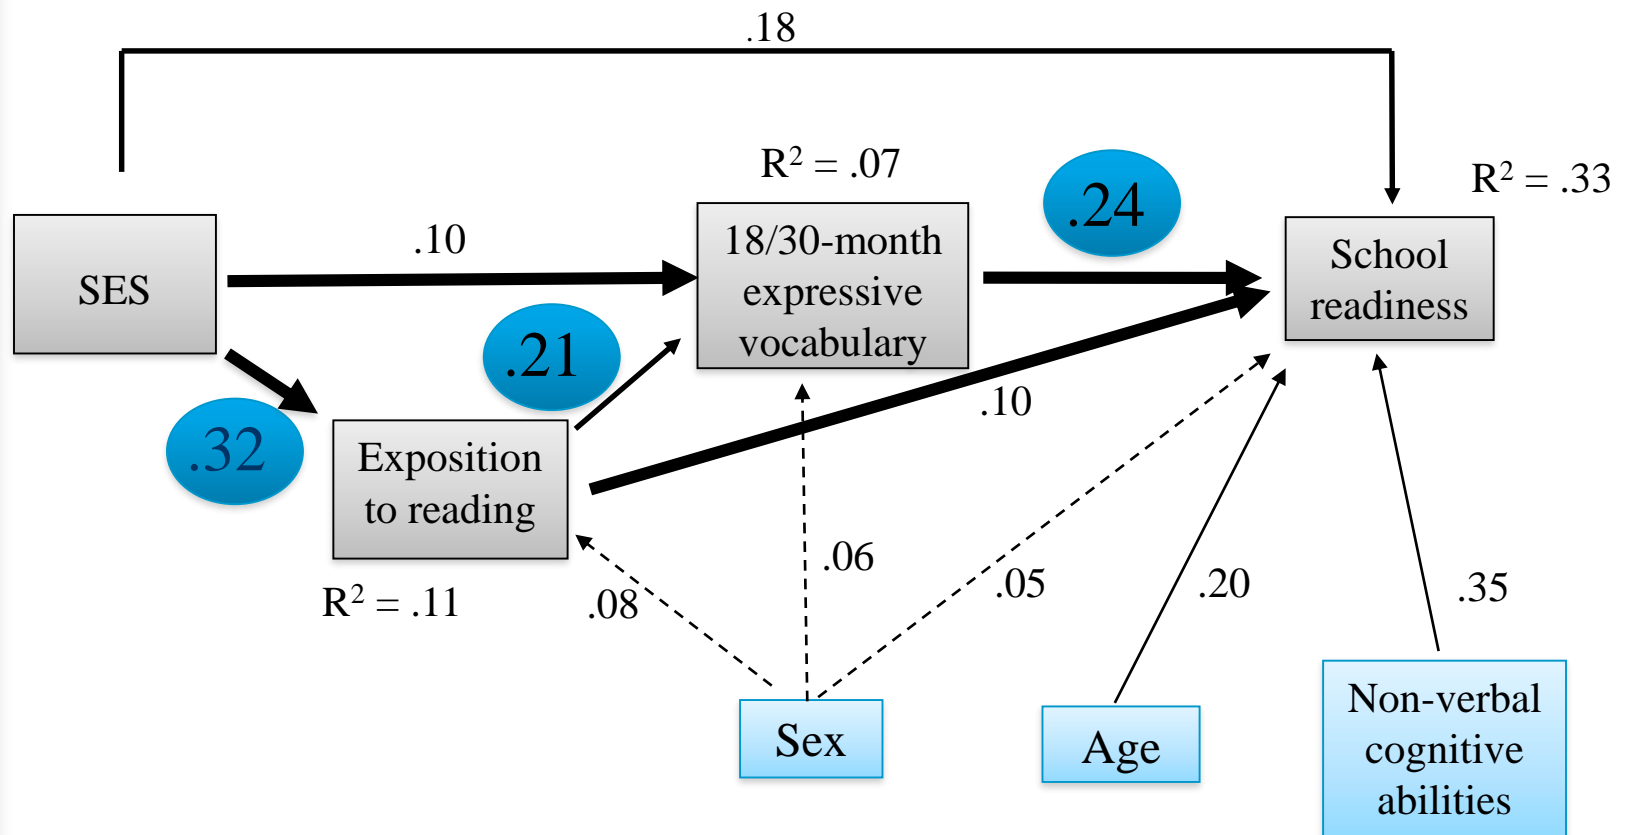 .18
R² = .07
R² = .33
.24
SES
.10
18/30-month
expressive
vocabulary
School
readiness
.21
.32
.10
Exposition
to reading
R² = .11
.08
.06
.05
.20
.35
Sex
Age
Non-verbal
cognitive
abilities